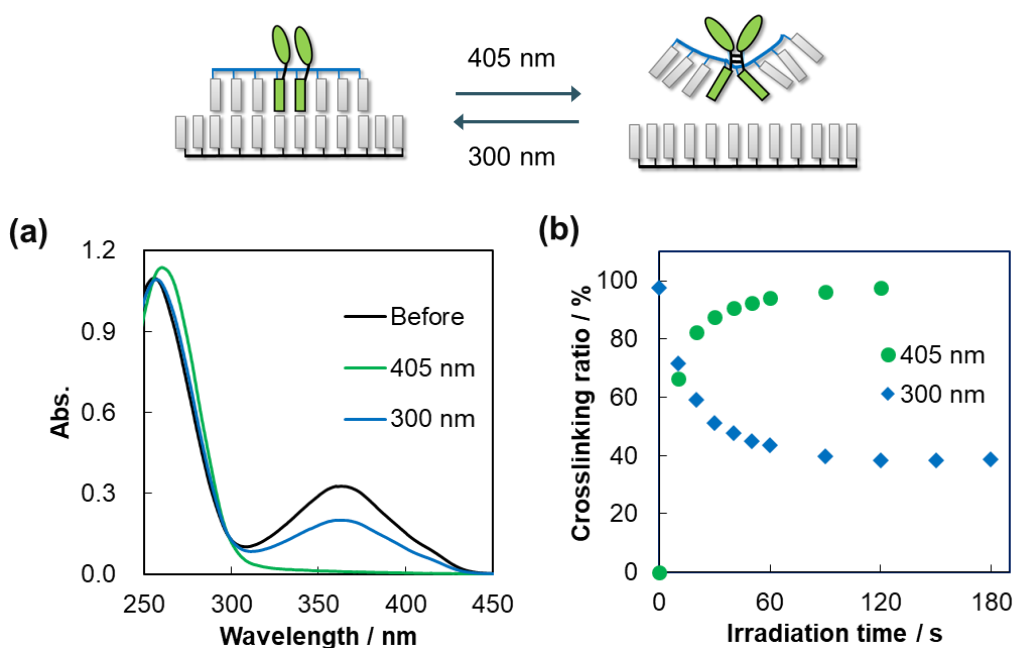 405 nm
300 nm
(a)
1.2
0.9
0.6
0.3
0.0
Abs.
Before
405 nm
300 nm
250
300
350
400
450
Wavelength / nm
(b)
100
80
60
40
20
0
Crosslinking ratio / %
405 nm
300 nm
0
60
120
180
Irradiation time / s